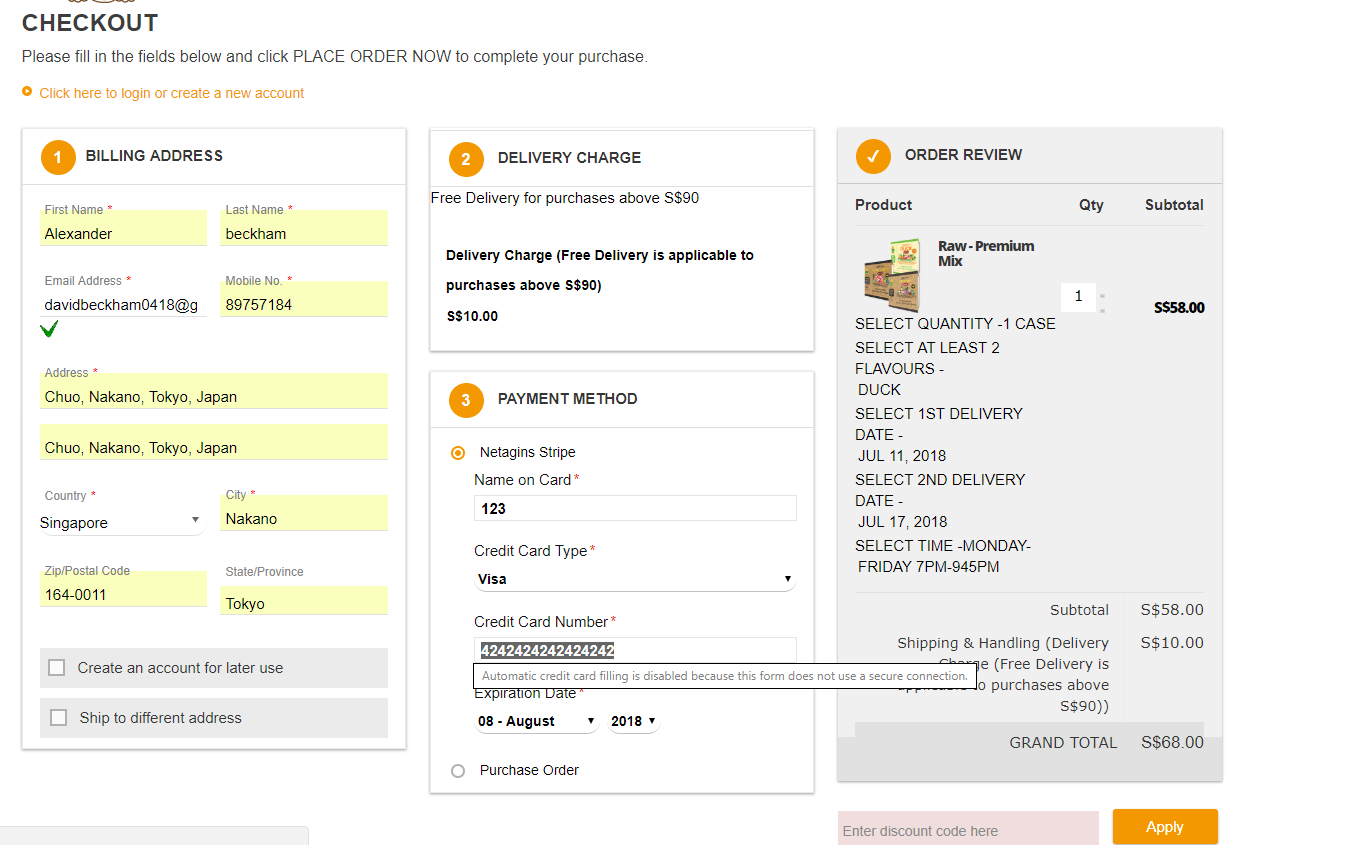 CHECKOUT
Please fill in the fields below and click PLACE ORDER NOW to complete your purchase.
Click here to login or create a new account
1 BILLING ADDRESS
First Name *
Last Name *
Alexander
beckham
Email Address *
Mobile No. *
davidbeckham0418@g
89757184
Address *
Chuo, Nakano, Tokyo, Japan
Chuo, Nakano, Tokyo, Japan
Country *
City *
Singapore
Nakano
Zip/Postal Code
State/Province
164-0011
Tokyo
Create an account for later use
Ship to different address
2 DELIVERY CHARGE
Free Delivery for purchases above S$90
Delivery Charge (Free Delivery is applicable to
purchases above S$90)
S$10.00
3 PAYMENT METHOD
Netagins Stripe
Name on Card *
123
Credit Card Type *
Visa
Credit Card Number *
4242424242424242
Automatic credit card filling is disabled because this form does not use a secure connection.
Expiration Date *
08 - August
2018
Purchase Order
ORDER REVIEW
Product Qty Subtotal
Raw - Premium
Mix
1
S$58.00
SELECT QUANTITY -1 CASE
SELECT AT LEAST 2
FLAVOURS -
DUCK
SELECT 1ST DELIVERY
DATE -
JUL 11, 2018
SELECT 2ND DELIVERY
DATE -
JUL 17, 2018
SELECT TIME -MONDAY-
FRIDAY 7PM-945PM
Subtotal S$58.00
Shipping & Handling (Delivery S$10.00
Charge (Free Delivery is
applicable to purchases above
S$90))
GRAND TOTAL S$68.00
Enter discount code here
Apply